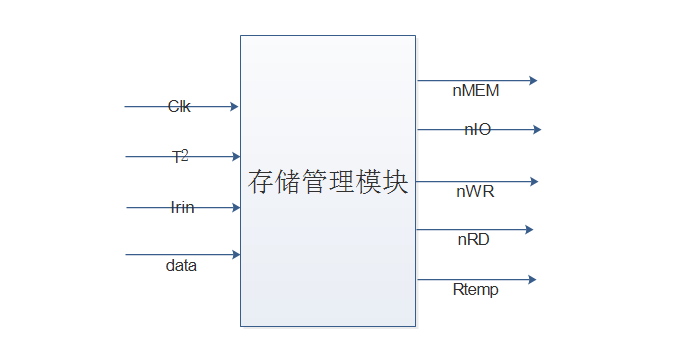 Clk
T2
Irin
data
存储管理模块
nMEM
nIO
nWR
nRD
Rtemp